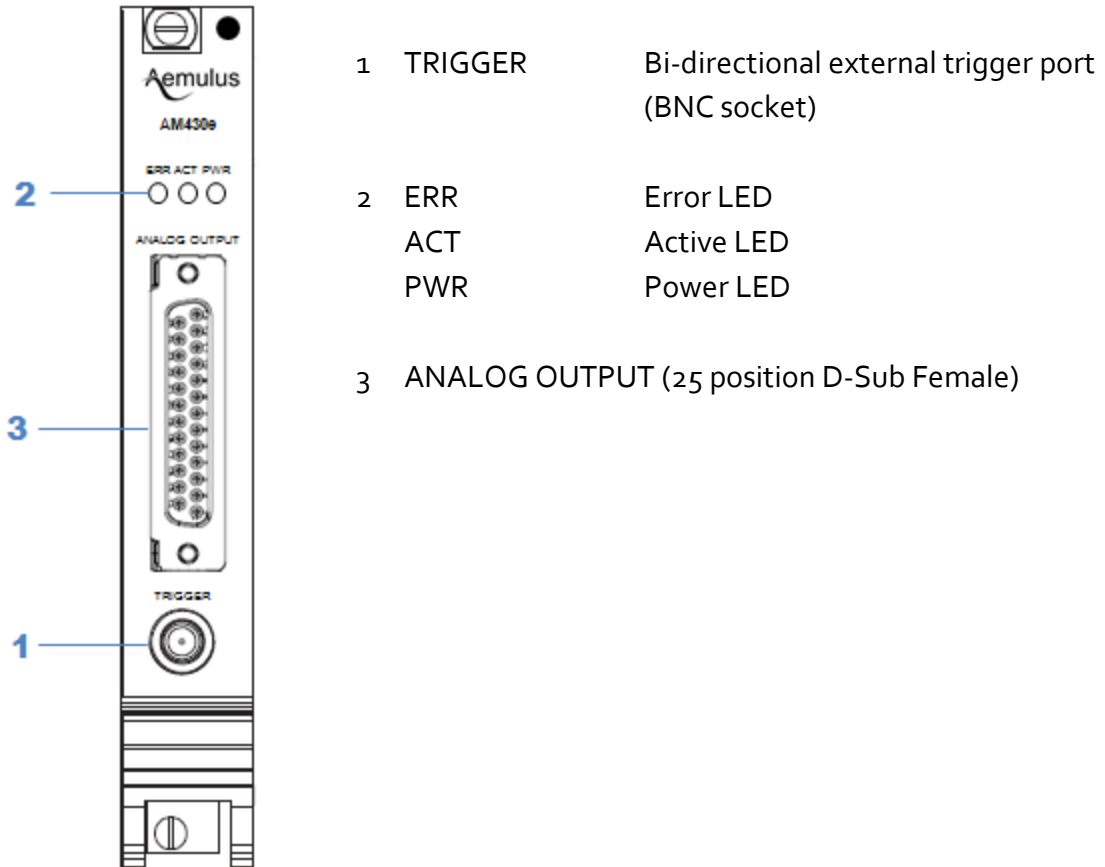 Aemulus
AM430e
ERR ACT PWR
2
ANALOG OUTPUT
3
TRIGGER
1
1 TRIGGER Bi-directional external trigger port
(BNC socket)
2 ERR Error LED
ACT Active LED
PWR Power LED
3 ANALOG OUTPUT (25 position D-Sub Female)